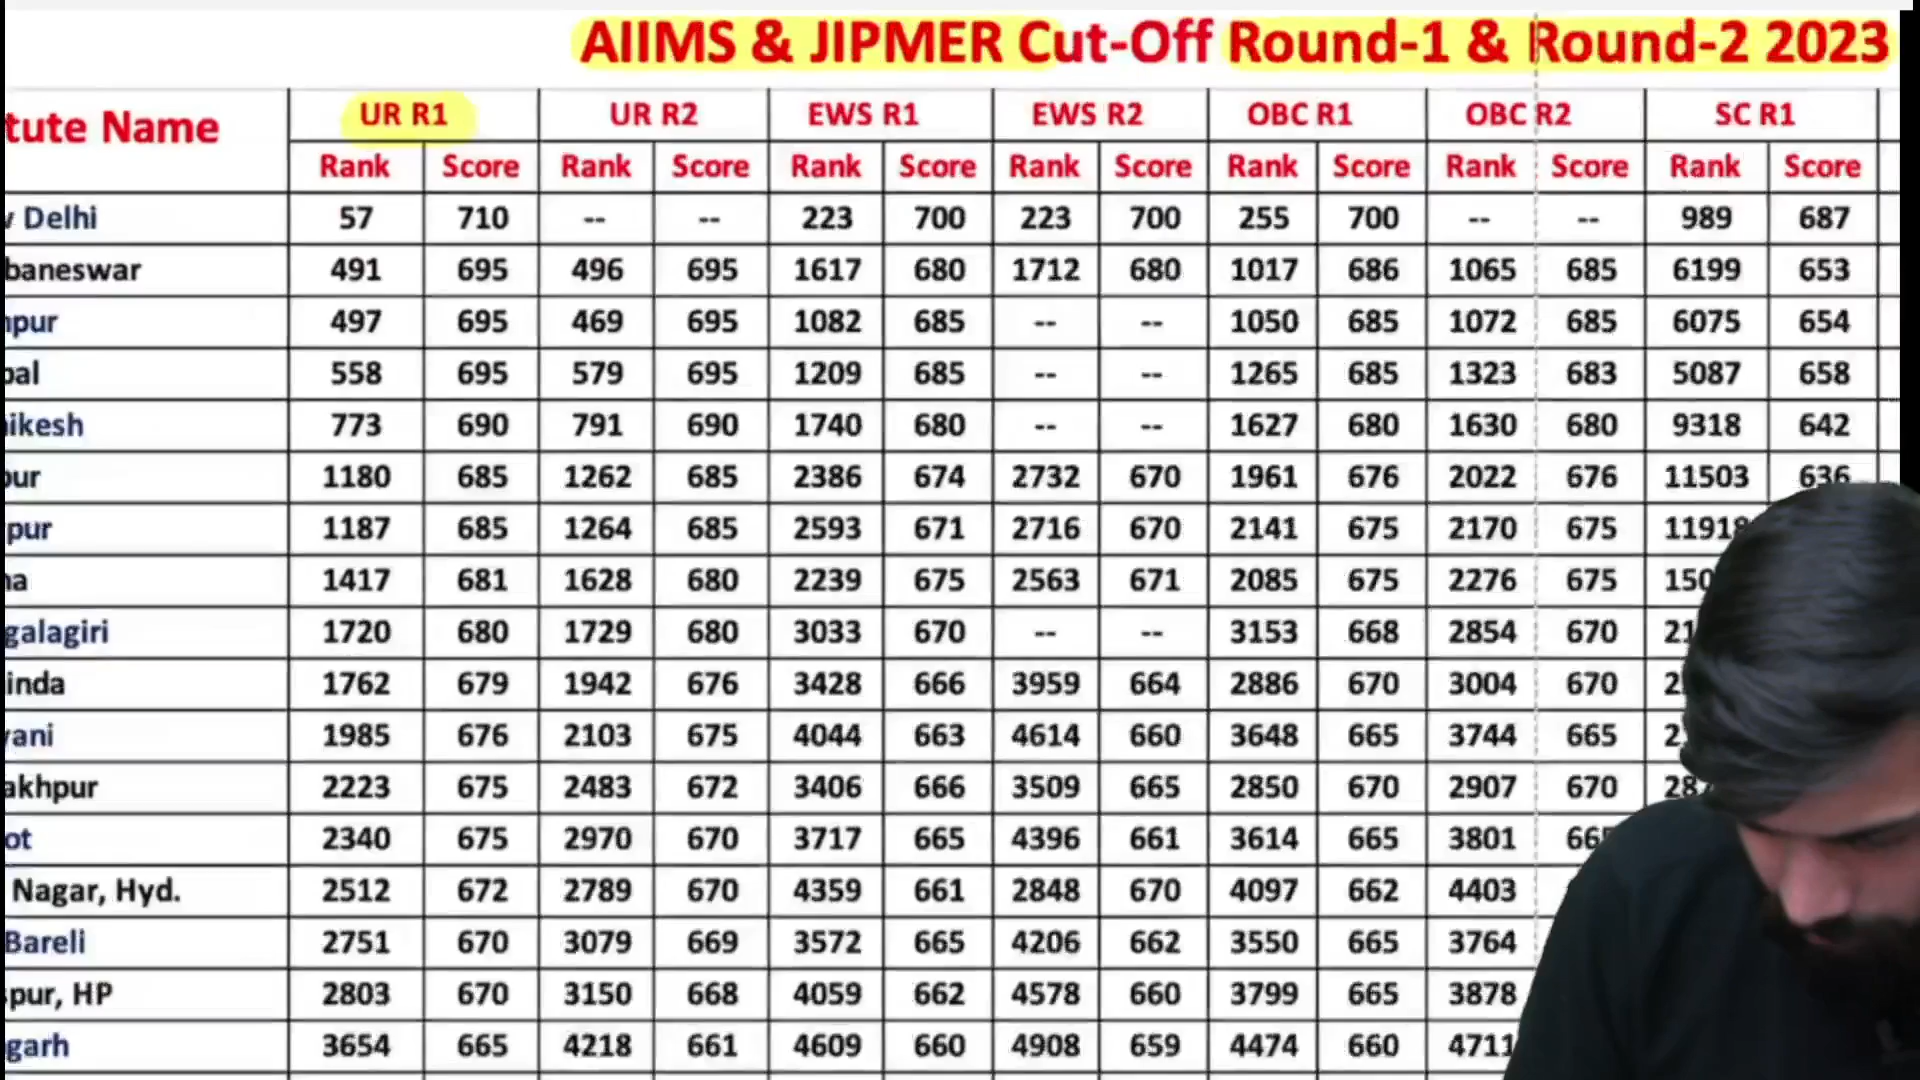 AIIMS & JIPMER Cut-Off Round-1 & Round-2 2023
tute Name UR R1 UR R2 EWS R1 EWS R2 OBC R1 OBC R2 SC R1
Rank Score Rank Score Rank Score Rank Score Rank Score Rank Score Rank Score
Delhi 57 710 -- -- 223 700 223 700 255 700 -- -- 989 687
baneswar 491 695 496 695 1617 680 1712 680 1017 686 1065 685 6199 653
npur 497 695 469 695 1082 685 -- -- 1050 685 1072 685 6075 654
pal 558 695 579 695 1209 685 -- -- 1265 685 1323 683 5087 658
ikesh 773 690 791 690 1740 680 -- -- 1627 680 1630 680 9318 642
pur 1180 685 1262 685 2386 674 2732 670 1961 676 2022 676 11503 636
pur 1187 685 1264 685 2593 671 2716 670 2141 675 2170 675 11918
na 1417 681 1628 680 2239 675 2563 671 2085 675 2276 675 150
galagiri 1720 680 1729 680 3033 670 -- -- 3153 668 2854 670 21
inda 1762 679 1942 676 3428 666 3959 664 2886 670 3004 670 2
ani 1985 676 2103 675 4044 663 4614 660 3648 665 3744 665 2
akhpur 2223 675 2483 672 3406 666 3509 665 2850 670 2907 670 287
ot 2340 675 2970 670 3717 665 4396 661 3614 665 3801 665
Nagar, Hyd. 2512 672 2789 670 4359 661 2848 670 4097 662 4403
Bareli 2751 670 3079 669 3572 665 4206 662 3550 665 3764
spur, HP 2803 670 3150 668 4059 662 4578 660 3799 665 3878
garh 3654 665 4218 661 4609 660 4908 659 4474 660 4711